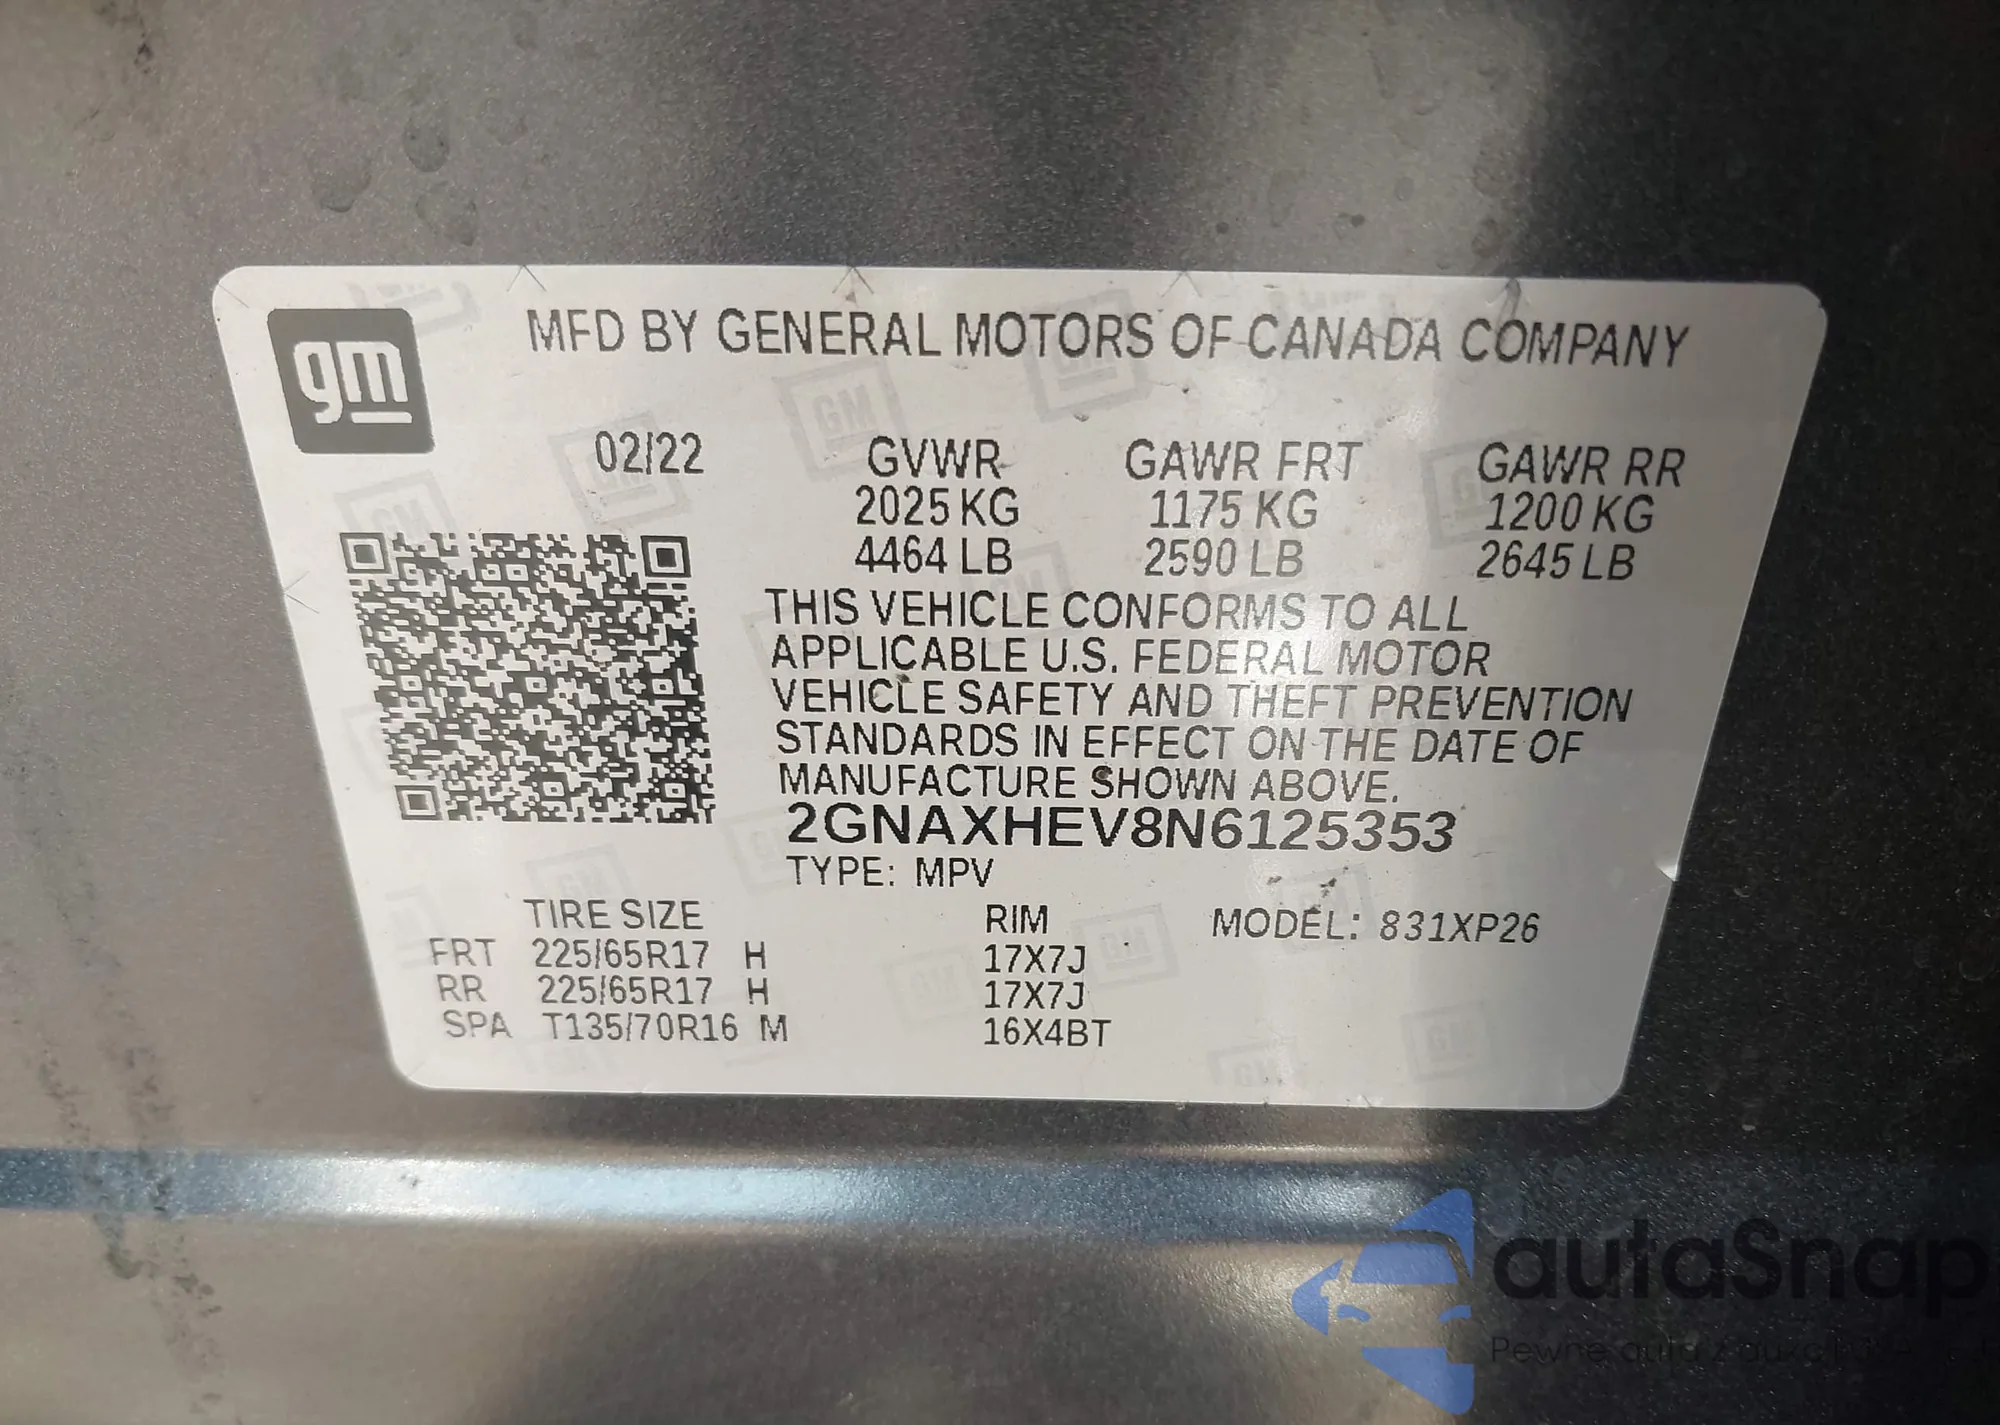 gm
MFD BY GENERAL MOTORS OF CANADA COMPANY
02/22 GVWR GAWR FRT GAWR RR
2025 KG 1175 KG 1200 KG
4464 LB 2590 LB 2645 LB
THIS VEHICLE CONFORMS TO ALL
APPLICABLE U.S. FEDERAL MOTOR
VEHICLE SAFETY AND THEFT PREVENTION
STANDARDS IN EFFECT ON THE DATE OF
MANUFACTURE SHOWN ABOVE.
2GNAXHEV8N6125353
TYPE: MPV
TIRE SIZE RIM MODEL: 831XP26
FRT 225/65R17 H 17X7J
RR 225/65R17 H 17X7J
SPA T135/70R16 M 16X4BT
autaSnap
Pewne auta z